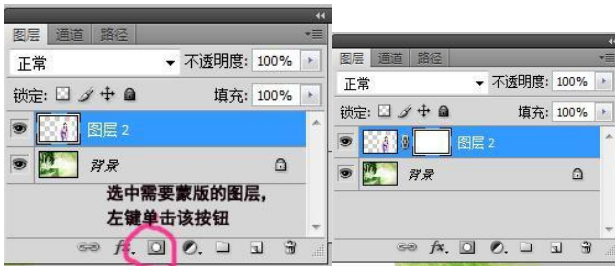 图层 通道 路径
正常 不透明度: 100%
锁定: 填充: 100%
图层 2
背景
选中需要蒙版的图层,
左键单击该按钮
fx.
图层 通道 路径
正常 不透明度: 100%
锁定: 填充: 100%
图层 2
背景
fx.